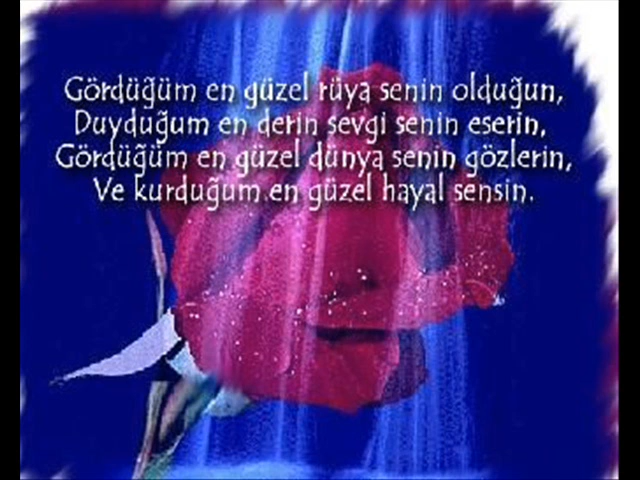 Gördüğüm en güzel rüya senin olduğun,
Duyduğum en derin sevgi senin eserin,
Gördüğüm en güzel dünya senin gözlerin,
Ve kurduğum en güzel hayal sensin.